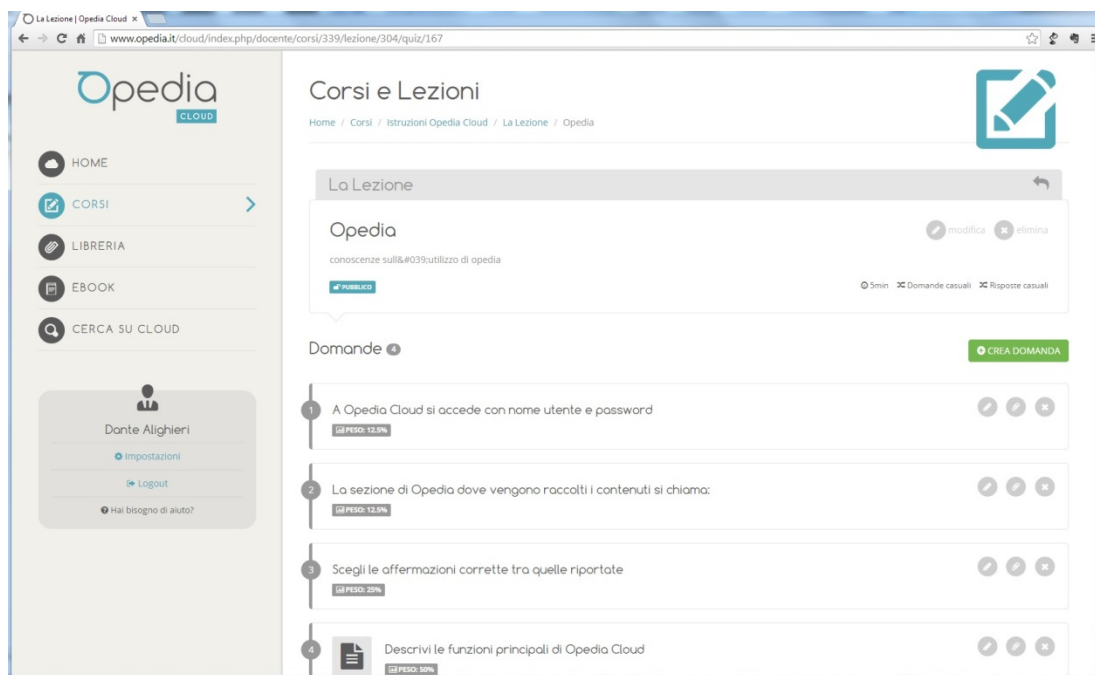 La Lezione | Opedia Cloud
www.opedia.it/cloud/index.php/docente/corsi/339/lezione/304/quiz/167
Opedia
CLOUD
HOME
CORSI
LIBRERIA
EBOOK
CERCA SU CLOUD
Dante Alighieri
Impostazioni
Logout
Hai bisogno di aiuto?
Corsi e Lezioni
Home / Corsi / Istruzioni Opedia Cloud / La Lezione / Opedia
La Lezione
Opedia
modifica elimina
conoscenze sull&#039;utilizzo di opedia
PUBBLICO
5min Domande casuali Risposte casuali
Domande 4
CREA DOMANDA
1 A Opedia Cloud si accede con nome utente e password
PESO: 12.5%
2 La sezione di Opedia dove vengono raccolti i contenuti si chiama:
PESO: 12.5%
3 Scegli le affermazioni corrette tra quelle riportate
PESO: 25%
4 Descrivi le funzioni principali di Opedia Cloud
PESO: 50%